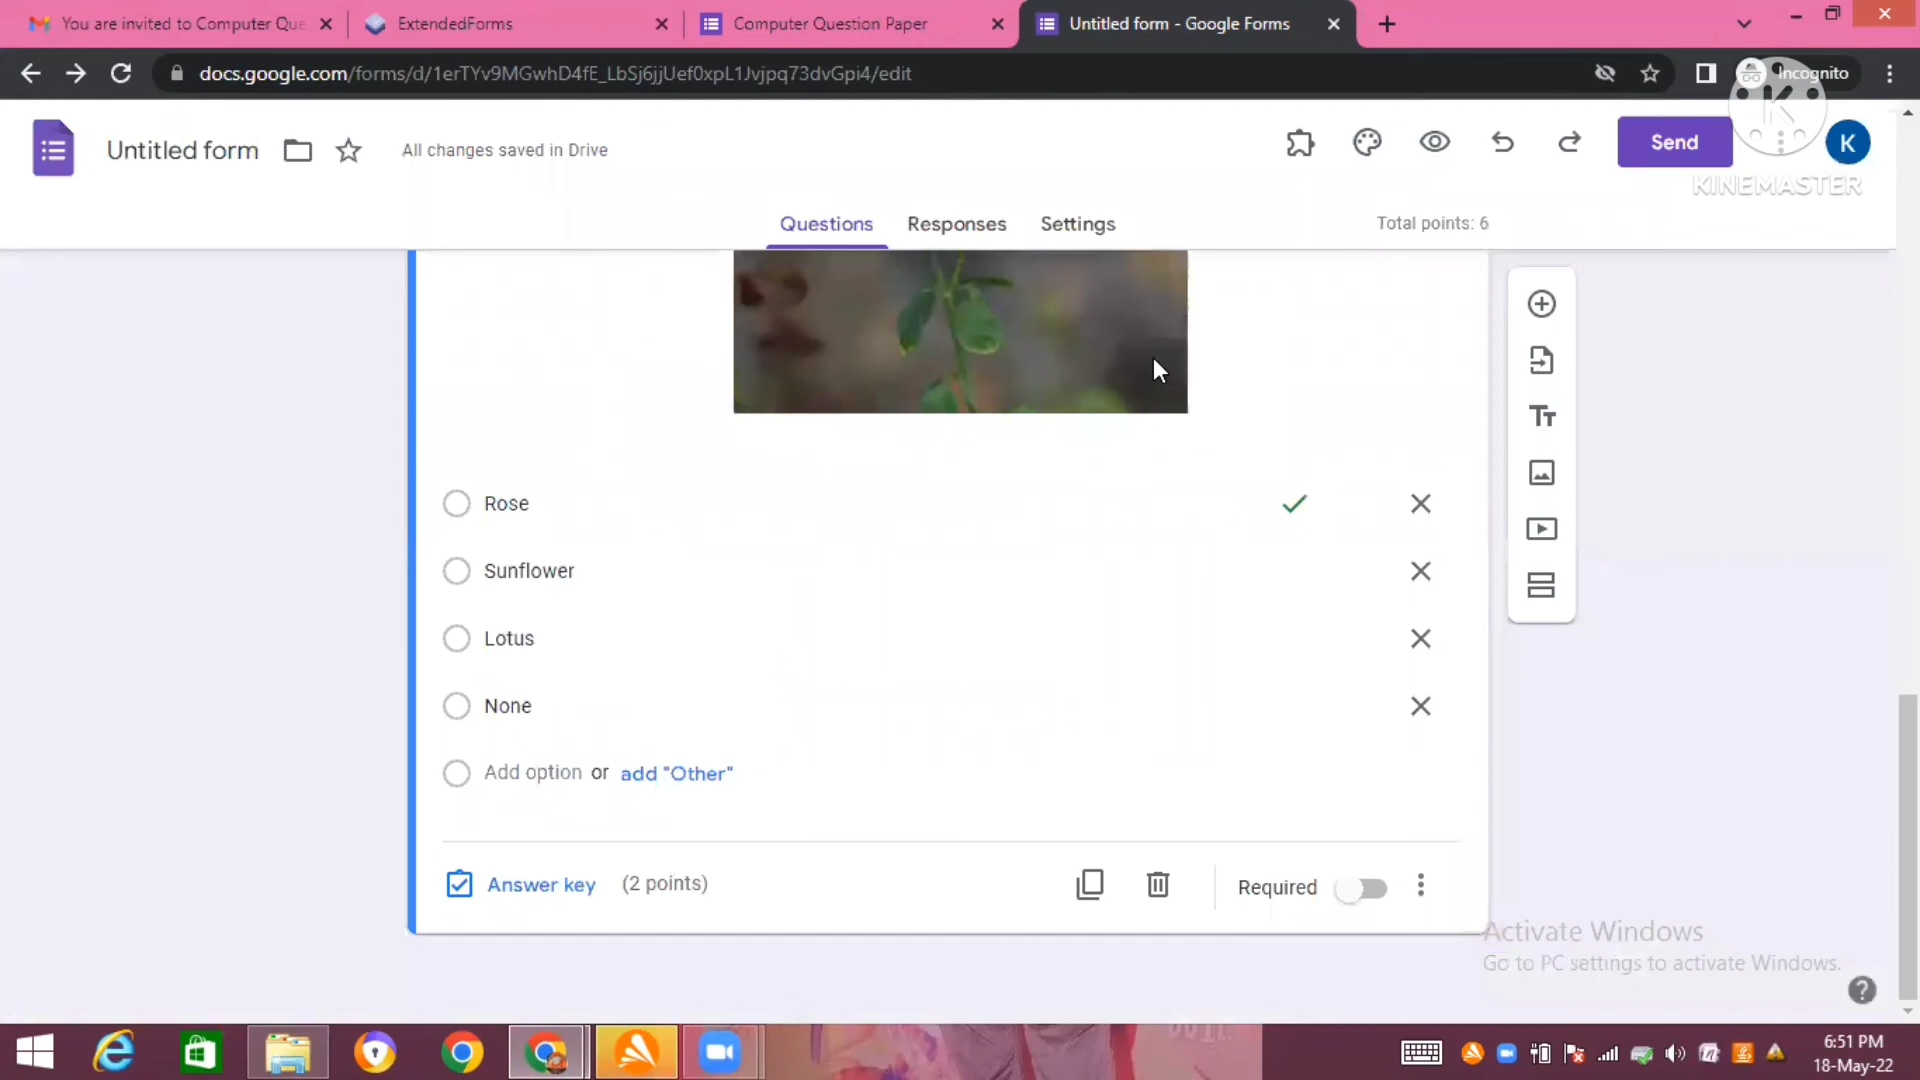 You are invited to Computer Que
ExtendedForms
Computer Question Paper
Untitled form - Google Forms
docs.google.com/forms/d/1erTYv9MGwhD4fE_LbSj6jjUef0xpL1Jvjpq73dvGpi4/edit
Incognito
Untitled form
All changes saved in Drive
Send
K
K
KINEMASTER
Questions
Responses
Settings
Total points: 6
Rose
Sunflower
Lotus
None
Add option or add "Other"
Answer key
(2 points)
Required
Activate Windows
Go to PC settings to activate Windows.
6:51 PM
18-May-22